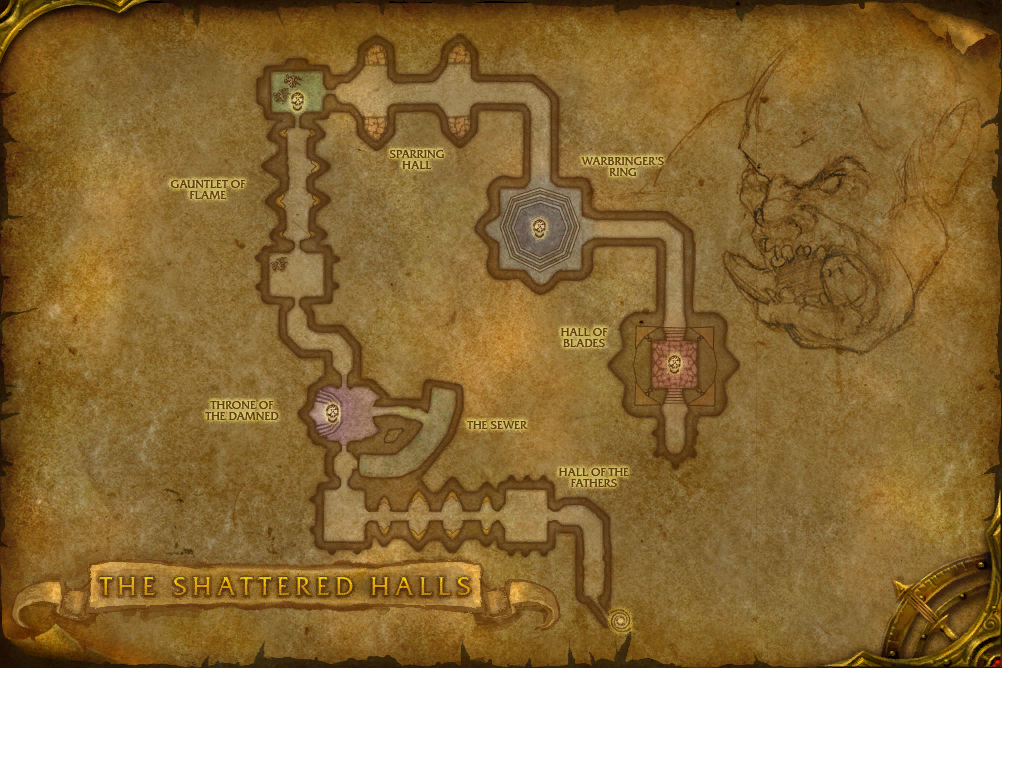 SPARRING
HALL
WARBRINGER'S
RING
GAUNTLET OF
FLAME
HALL OF
BLADES
THRONE OF
THE DAMNED
THE SEWER
HALL OF THE
FATHERS
THE SHATTERED HALLS